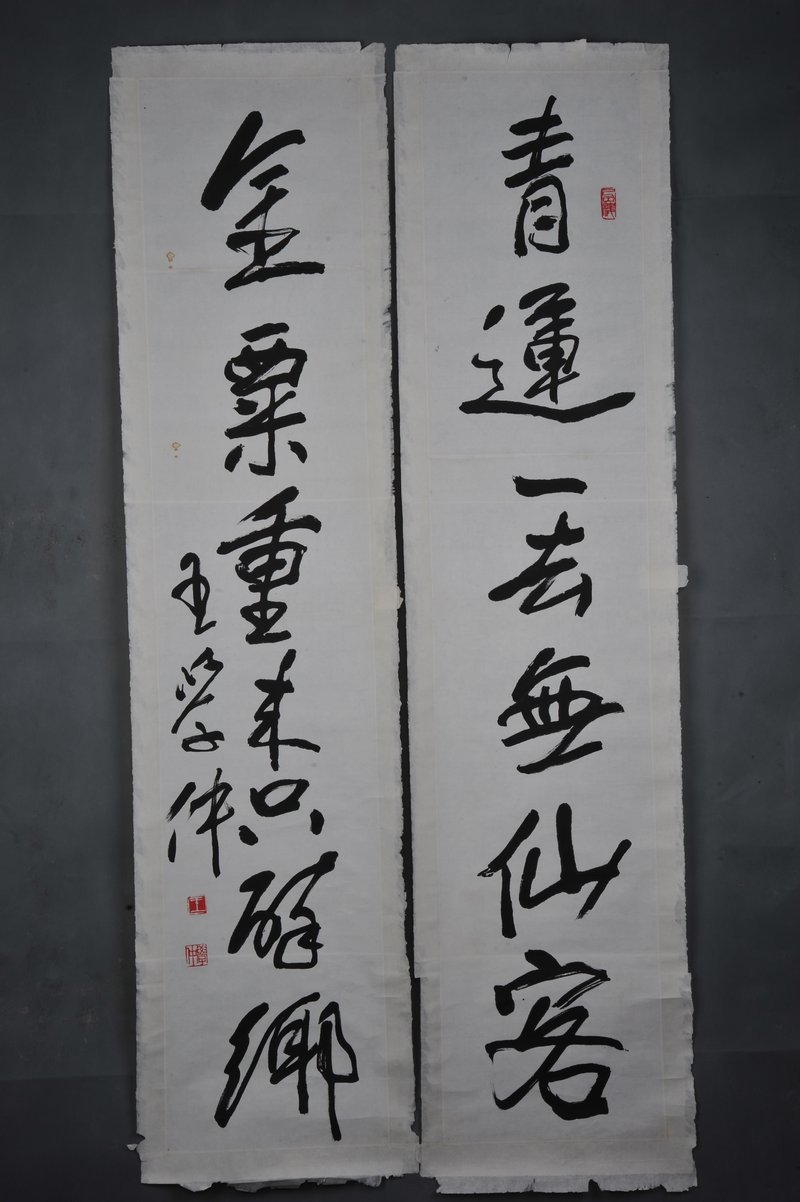 青蓮一去無仙客
金粟重來只醉鄉
王學仲